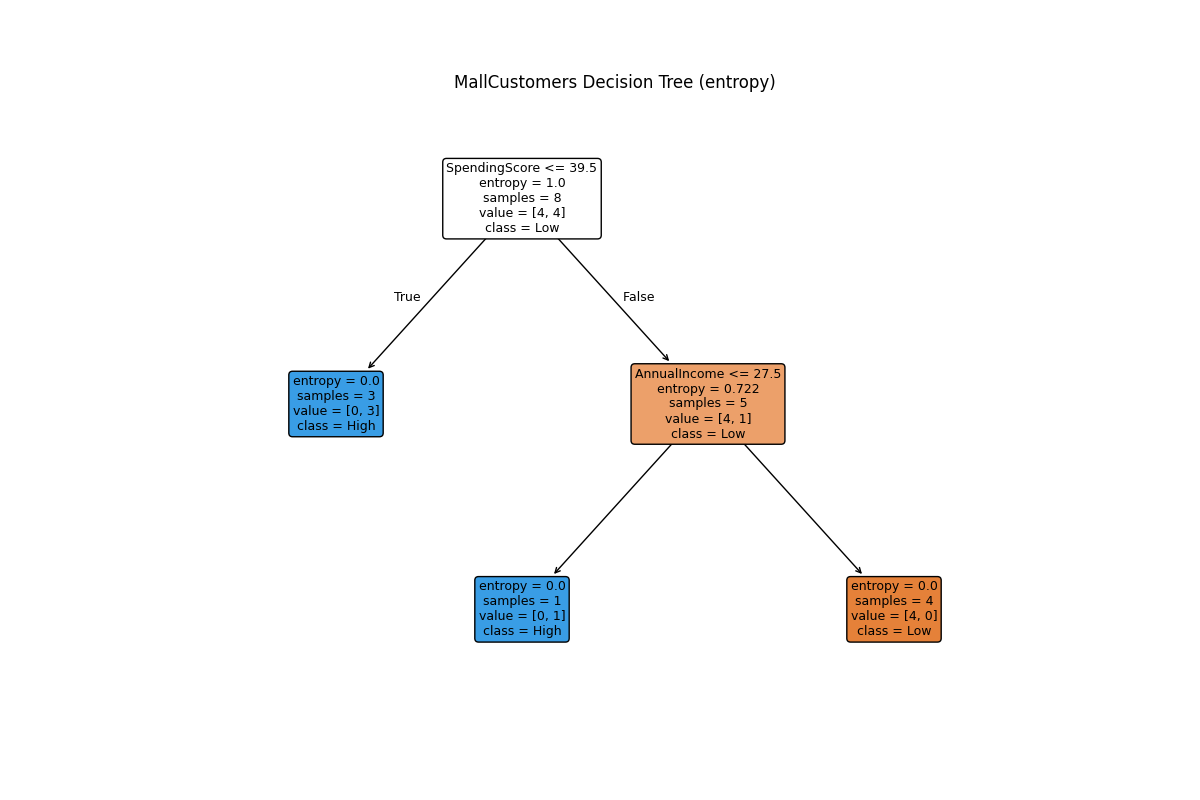 MallCustomers Decision Tree (entropy)
SpendingScore <= 39.5
entropy = 1.0
samples = 8
value = [4, 4]
class = Low
True
False
entropy = 0.0
samples = 3
value = [0, 3]
class = High
AnnualIncome <= 27.5
entropy = 0.722
samples = 5
value = [4, 1]
class = Low
entropy = 0.0
samples = 1
value = [0, 1]
class = High
entropy = 0.0
samples = 4
value = [4, 0]
class = Low